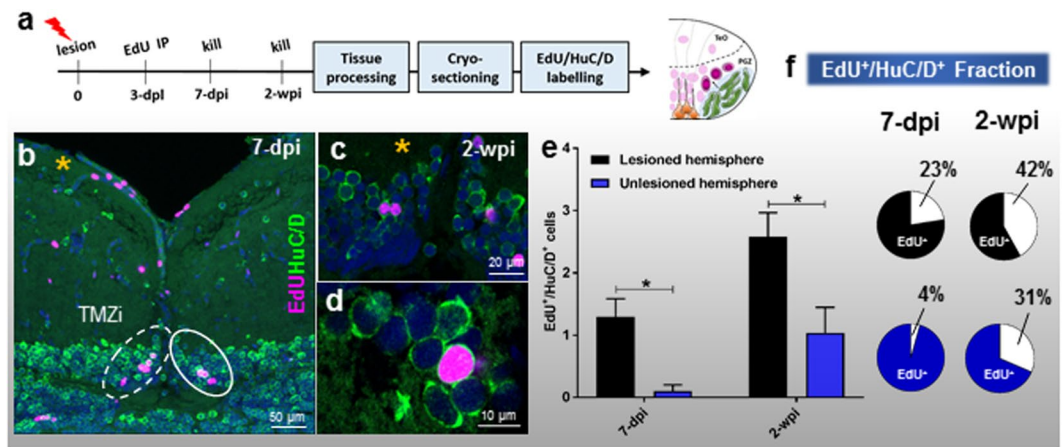 a
lesion EdU IP kill kill
0 3-dpl 7-dpi 2-wpi
Tissue processing
Cryo-sectioning
EdU/HuC/D labelling
TeO
PGZ
b
*
7-dpi
EdU HuC/D
TMZi
50 µm
c
*
2-wpi
20 µm
d
10 µm
e
Lesioned hemisphere
Unlesioned hemisphere
EdU⁺/HuC/D⁺ cells
4
3
2
1
0
*
*
7-dpi
2-wpi
f
EdU⁺/HuC/D⁺ Fraction
7-dpi 2-wpi
23% 42%
EdU⁺ EdU⁺
4% 31%
EdU⁺ EdU⁺